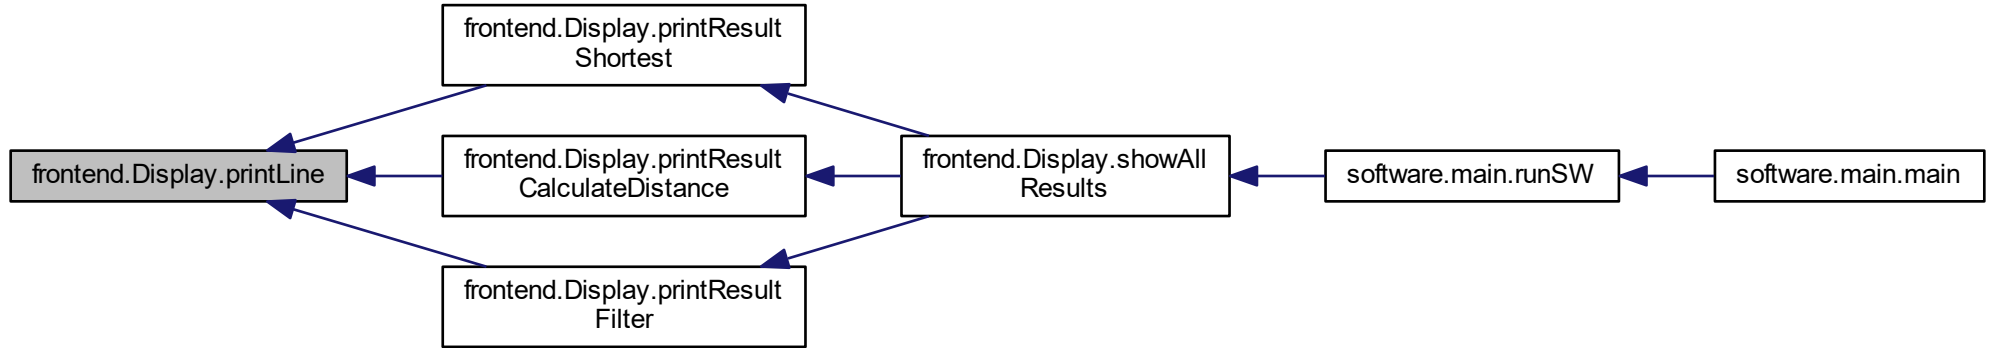 frontend.Display.printLine
frontend.Display.printResult
Shortest
frontend.Display.printResult
CalculateDistance
frontend.Display.printResult
Filter
frontend.Display.showAll
Results
software.main.runSW
software.main.main